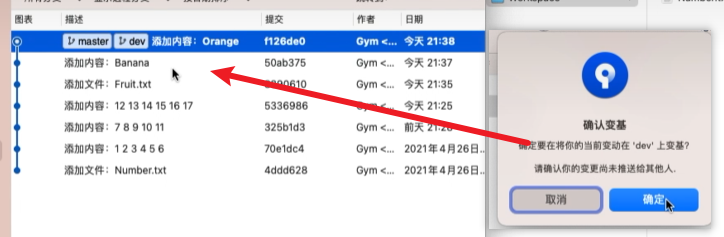 图表 描述 提交 作者 日期
master dev 添加内容：Orange f126de0 Gym <... 今天 21:38
添加内容：Banana 50ab375 Gym <... 今天 21:37
添加文件：Fruit.txt Gym <... 今天 21:35
添加内容：12 13 14 15 16 17 5336986 Gym <... 今天 21:25
添加内容：7 8 9 10 11 325b1d3 Gym <... 前天
添加内容：1 2 3 4 5 6 70e1dc4 Gym <... 2021年4月26日...
添加文件：Number.txt 4ddd628 Gym <... 2021年4月26日...
确认变基
确定要在将你的当前变动在 'dev' 上变基?
请确认你的变更尚未推送给其他人.
取消 确定